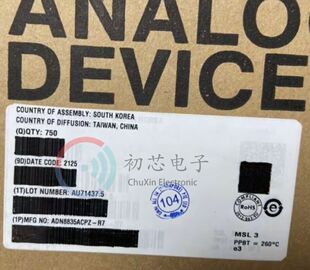 ANALO
DEVICE
COUNTRY OF ASSEMBLY: SOUTH KOREA
COUNTRY OF DIFFUSION: TAIWAN, CHINA
(Q)QTY: 750
(9D)DATE CODE: 2125
初芯电子
ChuXin Electronic
(1T)LOT NUMBER: AU71437.5
104
RoHS
e
(1P)MFG NO: ADN8835ACPZ-R7
MSL 3
PPBT = 260°C
e3